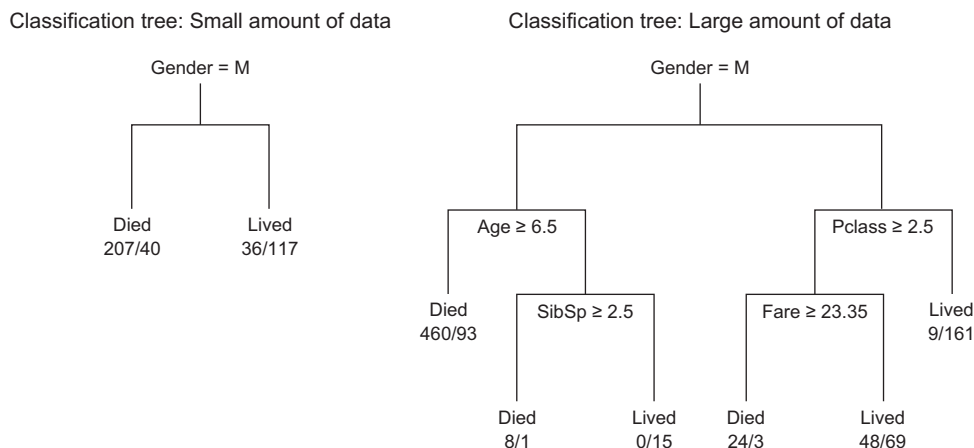 Classification tree: Small amount of data
Gender = M
Died
207/40
Lived
36/117
Classification tree: Large amount of data
Gender = M
Age ≥ 6.5
Pclass ≥ 2.5
Died
460/93
SibSp ≥ 2.5
Fare ≥ 23.35
Lived
9/161
Died
8/1
Lived
0/15
Died
24/3
Lived
48/69